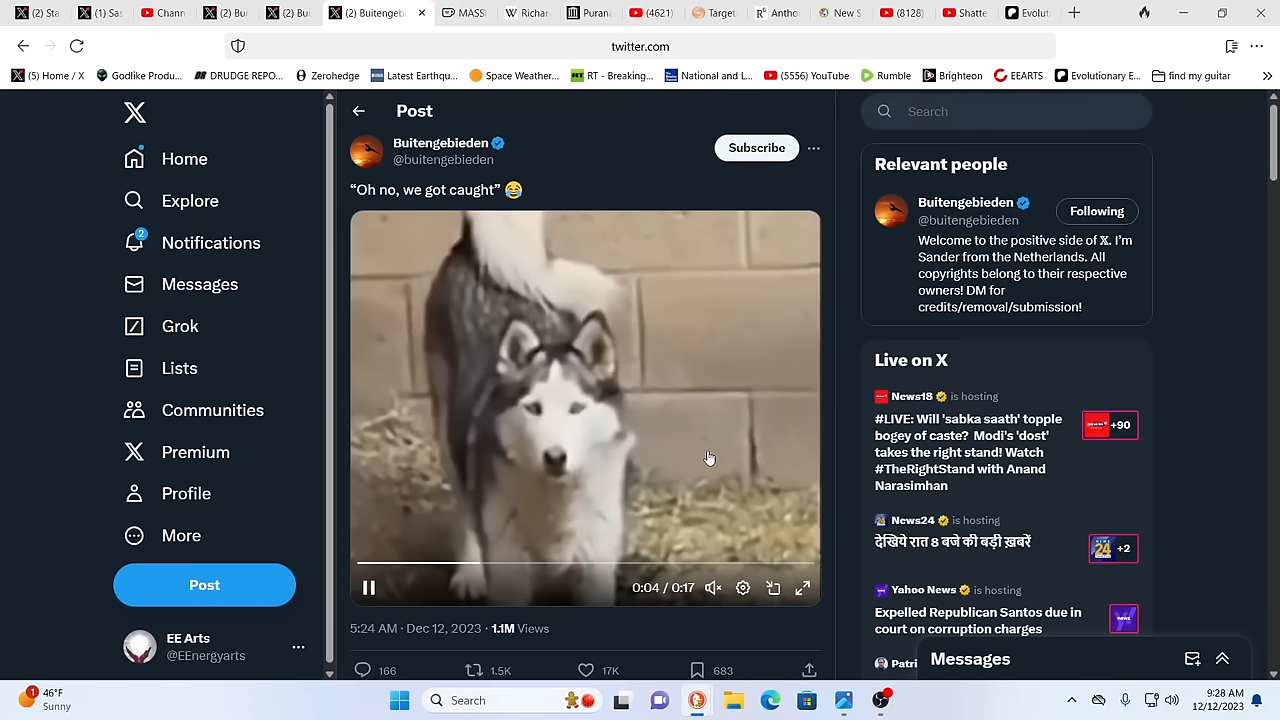 (2) Sta
(1) Sas
Chann
(2) Bui
(2) Bui
(2) Buitengeb
MASS
Richar
Puran
(4621)
Target
Antho
New S
(8128)
Shatte
Evolut
twitter.com
(5) Home / X
Godlike Produ...
DRUDGE REPO...
Zerohedge
Latest Earthqu...
Space Weather...
RT - Breaking...
National and L...
(5556) YouTube
Rumble
Brighteon
EEARTS
Evolutionary E...
find my guitar
Home
Explore
2
Notifications
Messages
Grok
Lists
Communities
Premium
Profile
More
Post
EE Arts
@EEnergyarts
Post
Buitengebieden
@buitengebieden
Subscribe
“Oh no, we got caught” 😂
0:04 / 0:17
5:24 AM · Dec 12, 2023 · 1.1M Views
166
1.5K
17K
683
Search
Relevant people
Buitengebieden
@buitengebieden
Following
Welcome to the positive side of 𝕏. I’m
Sander from the Netherlands. All
copyrights belong to their respective
owners! DM for
credits/removal/submission!
Live on X
News18 is hosting
#LIVE: Will 'sabka saath' topple
bogey of caste? Modi's 'dost'
takes the right stand! Watch
#TheRightStand with Anand
Narasimhan
+90
News24 is hosting
देखिये रात 8 बजे की बड़ी ख़बरें
+2
Yahoo News is hosting
Expelled Republican Santos due in
court on corruption charges
Patri
Messages
1
46°F
Sunny
Search
9:28 AM
12/12/2023